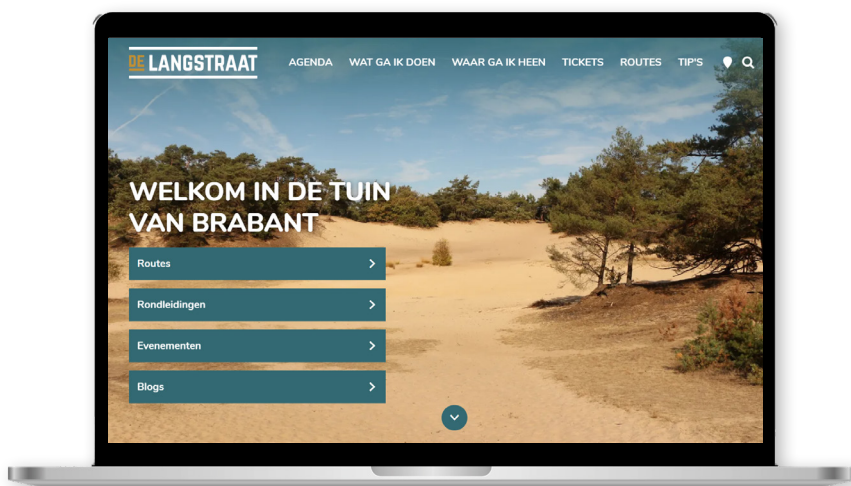 DE LANGSTRAAT
AGENDA WAT GA IK DOEN WAAR GA IK HEEN TICKETS ROUTES TIP'S
WELKOM IN DE TUIN
VAN BRABANT
Routes
Rondleidingen
Evenementen
Blogs